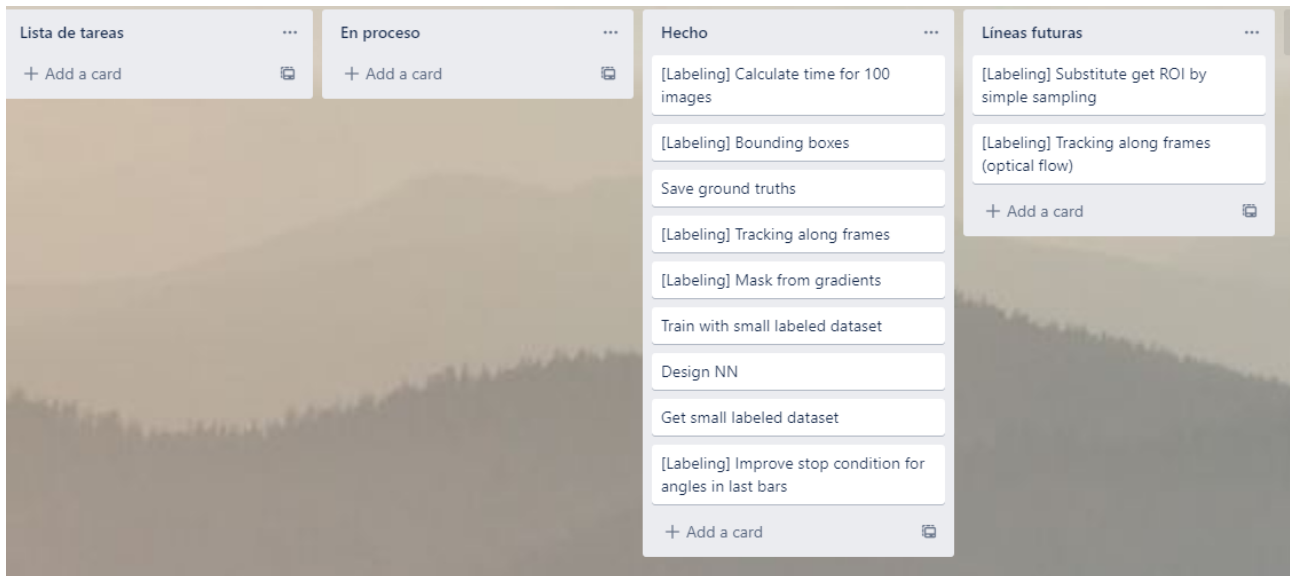 Lista de tareas
+ Add a card
En proceso
+ Add a card
Hecho
[Labeling] Calculate time for 100
images
[Labeling] Bounding boxes
Save ground truths
[Labeling] Tracking along frames
[Labeling] Mask from gradients
Train with small labeled dataset
Design NN
Get small labeled dataset
[Labeling] Improve stop condition for
angles in last bars
+ Add a card
Líneas futuras
[Labeling] Substitute get ROI by
simple sampling
[Labeling] Tracking along frames
(optical flow)
+ Add a card